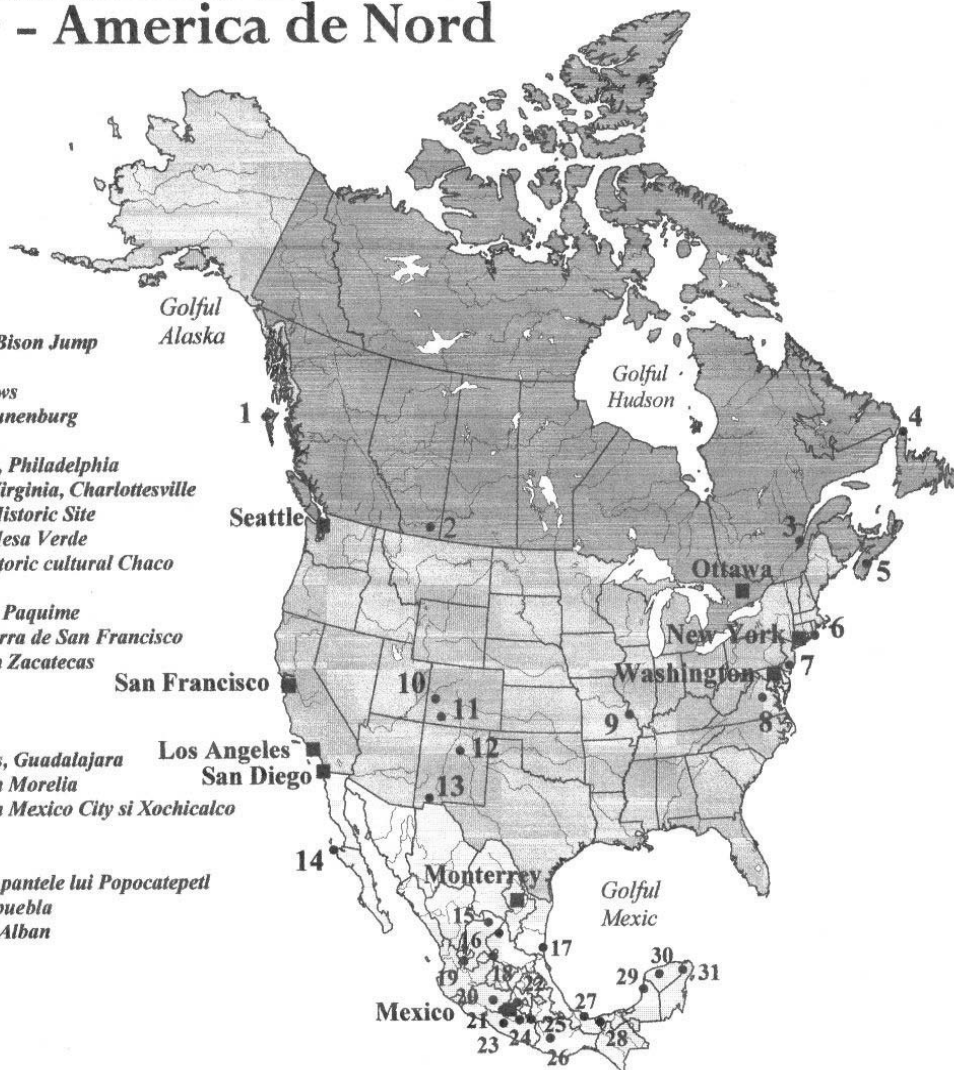 - America de Nord
Golful
Alaska
Bison Jump
ws
nenburg
, Philadelphia
irginia, Charlottesville
Historic Site
esa Verde
toric cultural Chaco
Paquime
rra de San Francisco
Zacatecas
s, Guadalajara
Morelia
Mexico City si Xochicalco
pantele lui Popocatepetl
puebla
Alban
Golful
Hudson
1
4
Seattle
2
3
Ottawa
5
New York
6
Washington
7
San Francisco
10
11
9
8
Los Angeles
12
San Diego
13
14
Monterrey
Golful
Mexic
15
16
17
19
18
30
31
29
20
22
27
Mexico
21
25
28
23
24
26